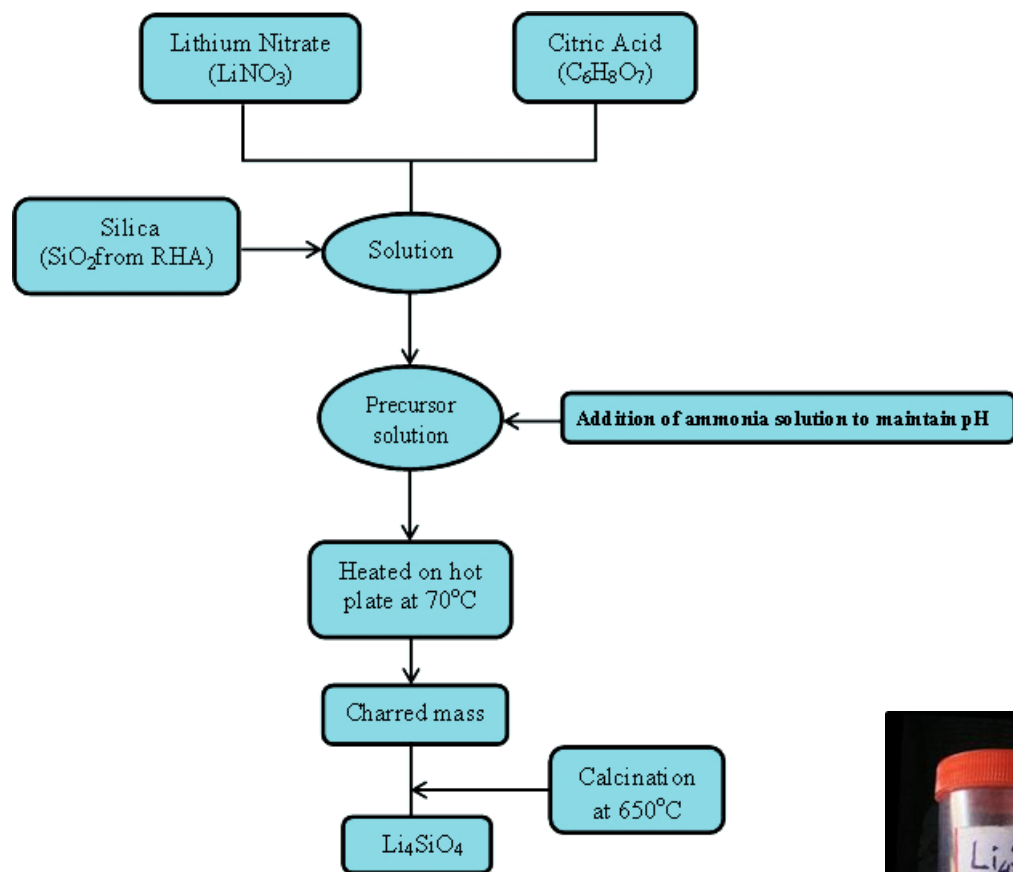 Lithium Nitrate
(LiNO₃)
Citric Acid
(C₆H₈O₇)
Silica
(SiO₂from RHA)
Solution
Precursor
solution
Addition of ammonia solution to maintain pH
Heated on hot
plate at 70°C
Charred mass
Calcination
at 650°C
Li₄SiO₄